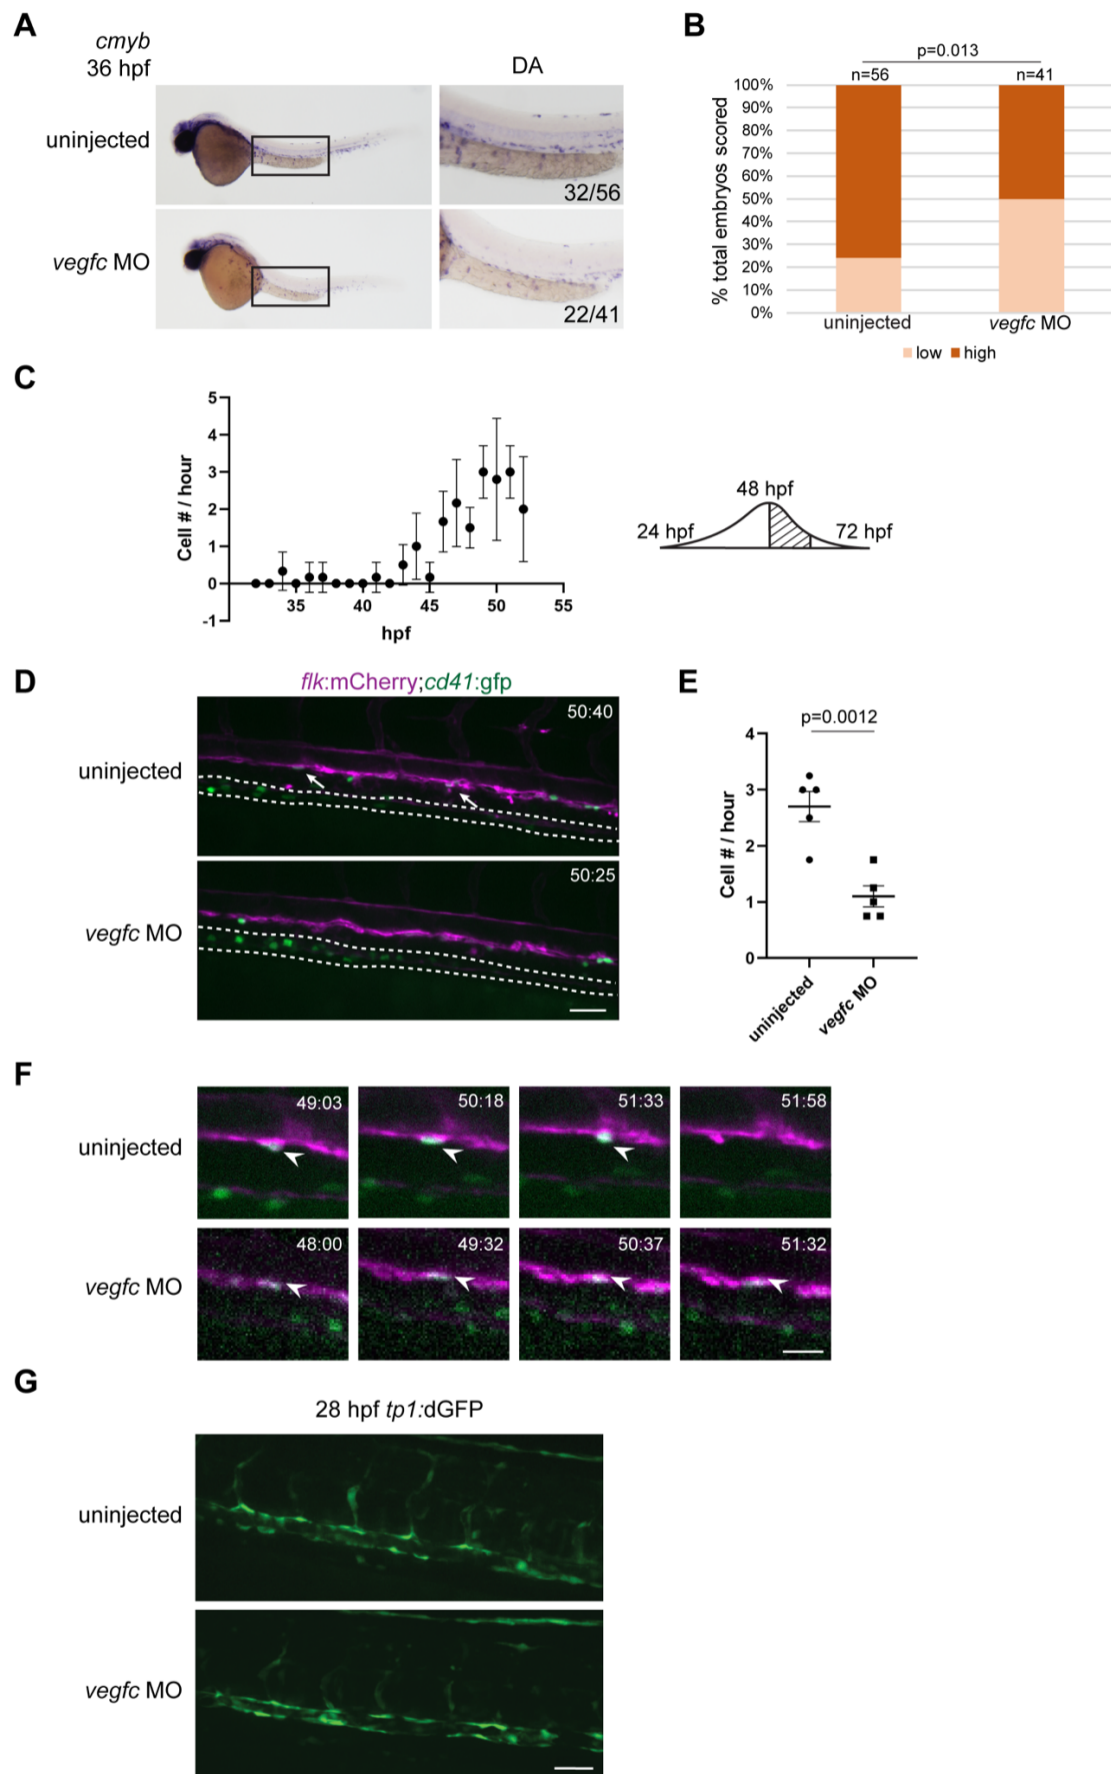 A
cmyb
36 hpf
DA
uninjected
32/56
vegfc MO
22/41
B
p=0.013
n=56
n=41
100%
90%
80%
70%
60%
50%
40%
30%
20%
10%
0%
% total embryos scored
uninjected
vegfc MO
low
high
C
5
4
3
2
1
0
-1
Cell # / hour
35
40
45
50
55
hpf
48 hpf
24 hpf
72 hpf
D
flk:mCherry;cd41:gfp
uninjected
50:40
vegfc MO
50:25
E
p=0.0012
4
3
2
1
0
Cell # / hour
uninjected
vegfc MO
F
uninjected
49:03
50:18
51:33
51:58
vegfc MO
48:00
49:32
50:37
51:32
G
28 hpf tp1:dGFP
uninjected
vegfc MO